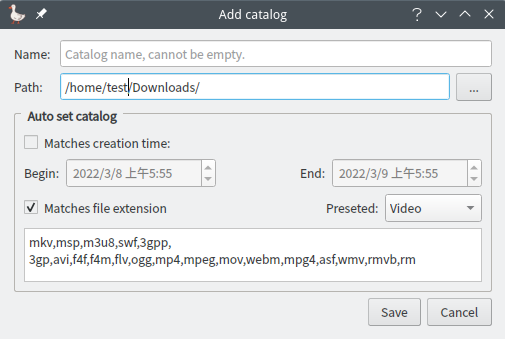 Add catalog
Name: Catalog name, cannot be empty.
Path: /home/test/Downloads/ ...
Auto set catalog
Matches creation time:
Begin: 2022/3/8 上午5:55 End: 2022/3/9 上午5:55
Matches file extension Preseted: Video
mkv,msp,m3u8,swf,3gpp,
3gp,avi,f4f,f4m,flv,ogg,mp4,mpeg,mov,webm,mpg4,asf,wmv,rmvb,rm
Save Cancel